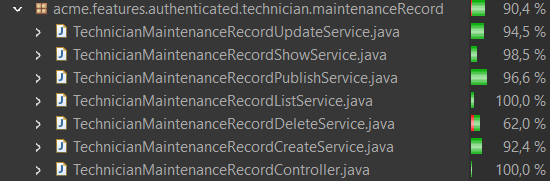 acme.features.authenticated.technician.maintenanceRecord 90,4 %
TechnicianMaintenanceRecordUpdateService.java 94,5 %
TechnicianMaintenanceRecordShowService.java 98,5 %
TechnicianMaintenanceRecordPublishService.java 96,6 %
TechnicianMaintenanceRecordListService.java 100,0 %
TechnicianMaintenanceRecordDeleteService.java 62,0 %
TechnicianMaintenanceRecordCreateService.java 92,4 %
TechnicianMaintenanceRecordController.java 100,0 %